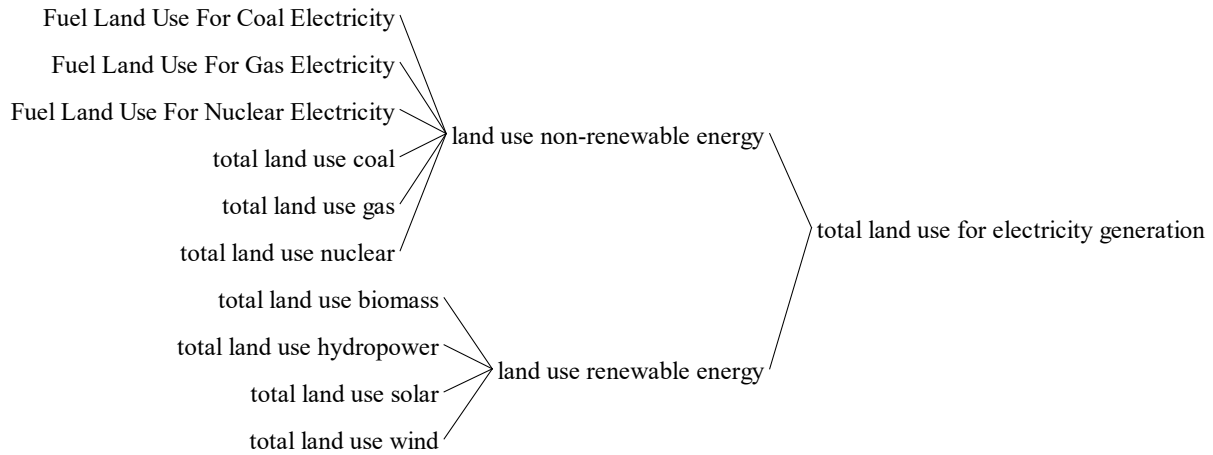 Fuel Land Use For Coal Electricity
Fuel Land Use For Gas Electricity
Fuel Land Use For Nuclear Electricity
land use non-renewable energy
total land use coal
total land use gas
total land use for electricity generation
total land use nuclear
total land use biomass
total land use hydropower
land use renewable energy
total land use solar
total land use wind